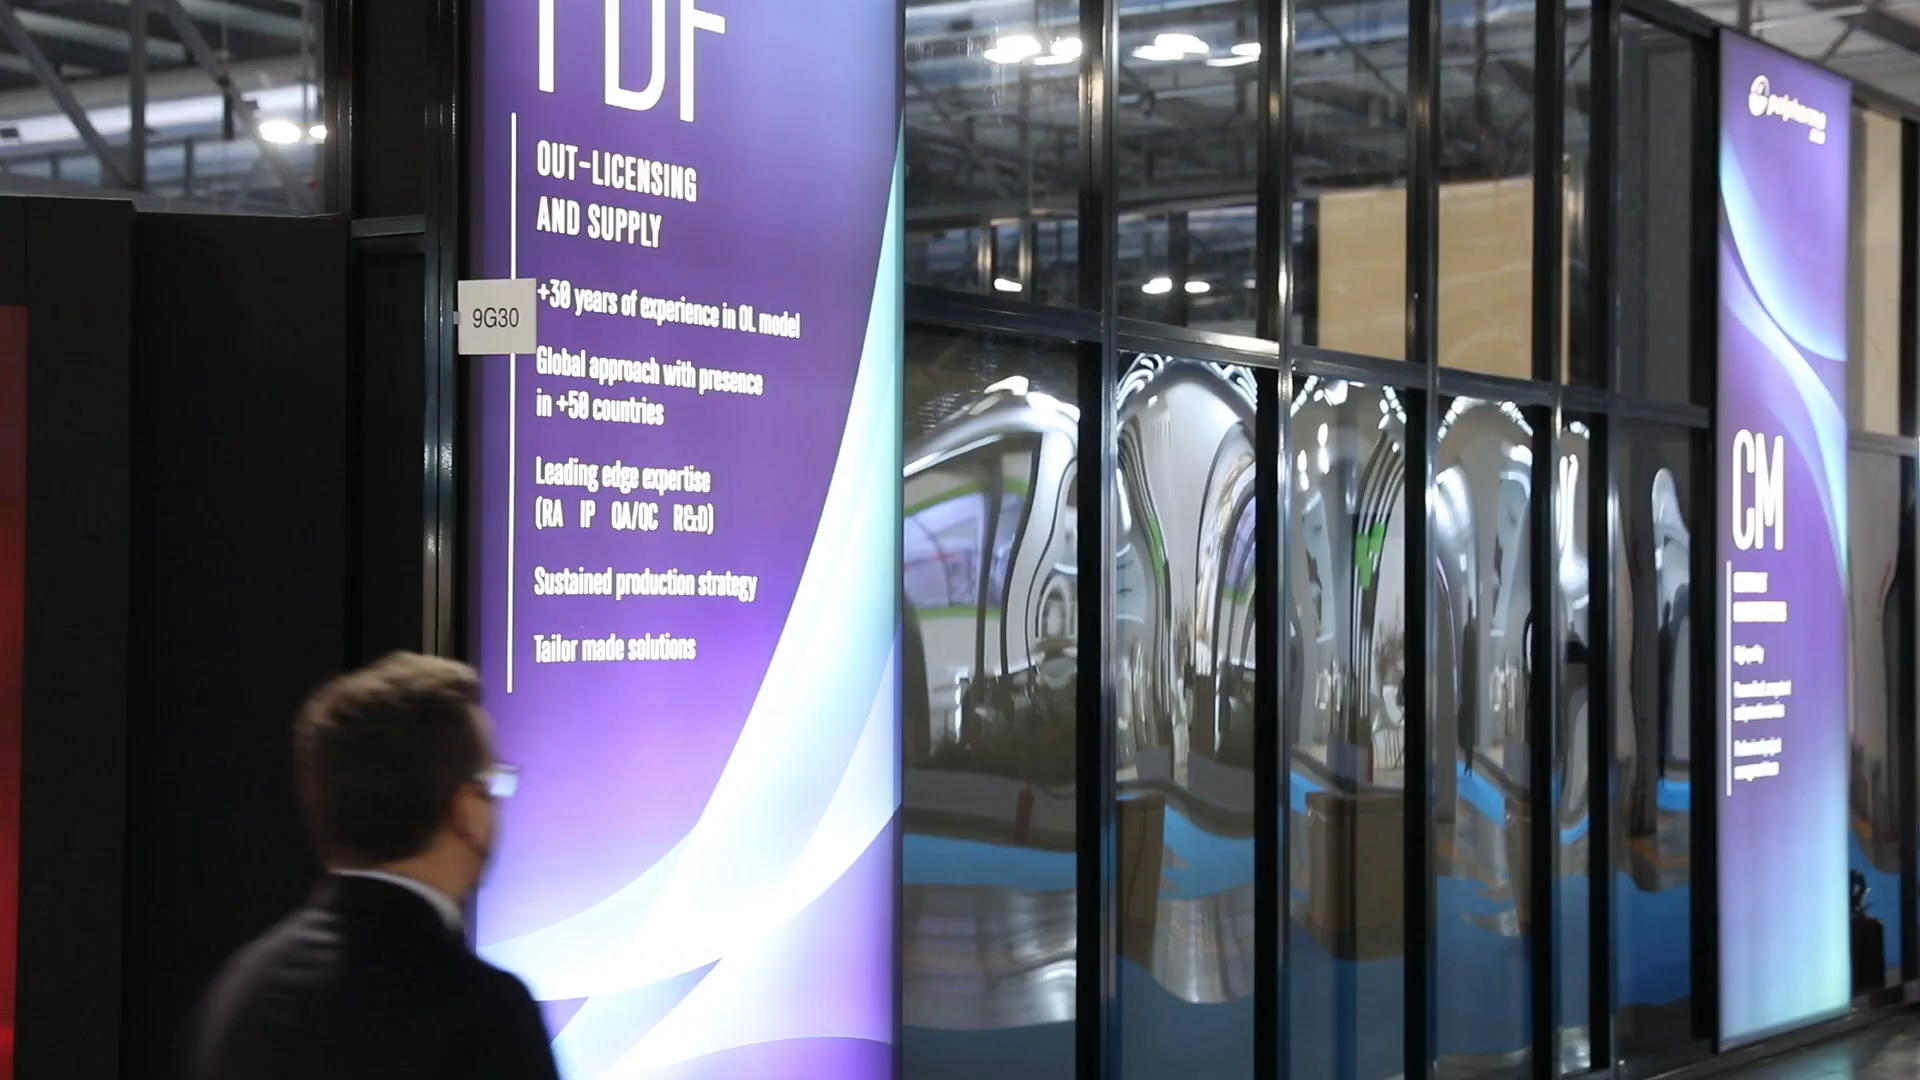 FDF
OUT-LICENSING
AND SUPPLY
9G30
+30 years of experience in OL model
Global approach with presence
in +50 countries
Leading edge expertise
(RA IP QA/QC R&D)
Sustained production strategy
Tailor made solutions
polpharma
CM